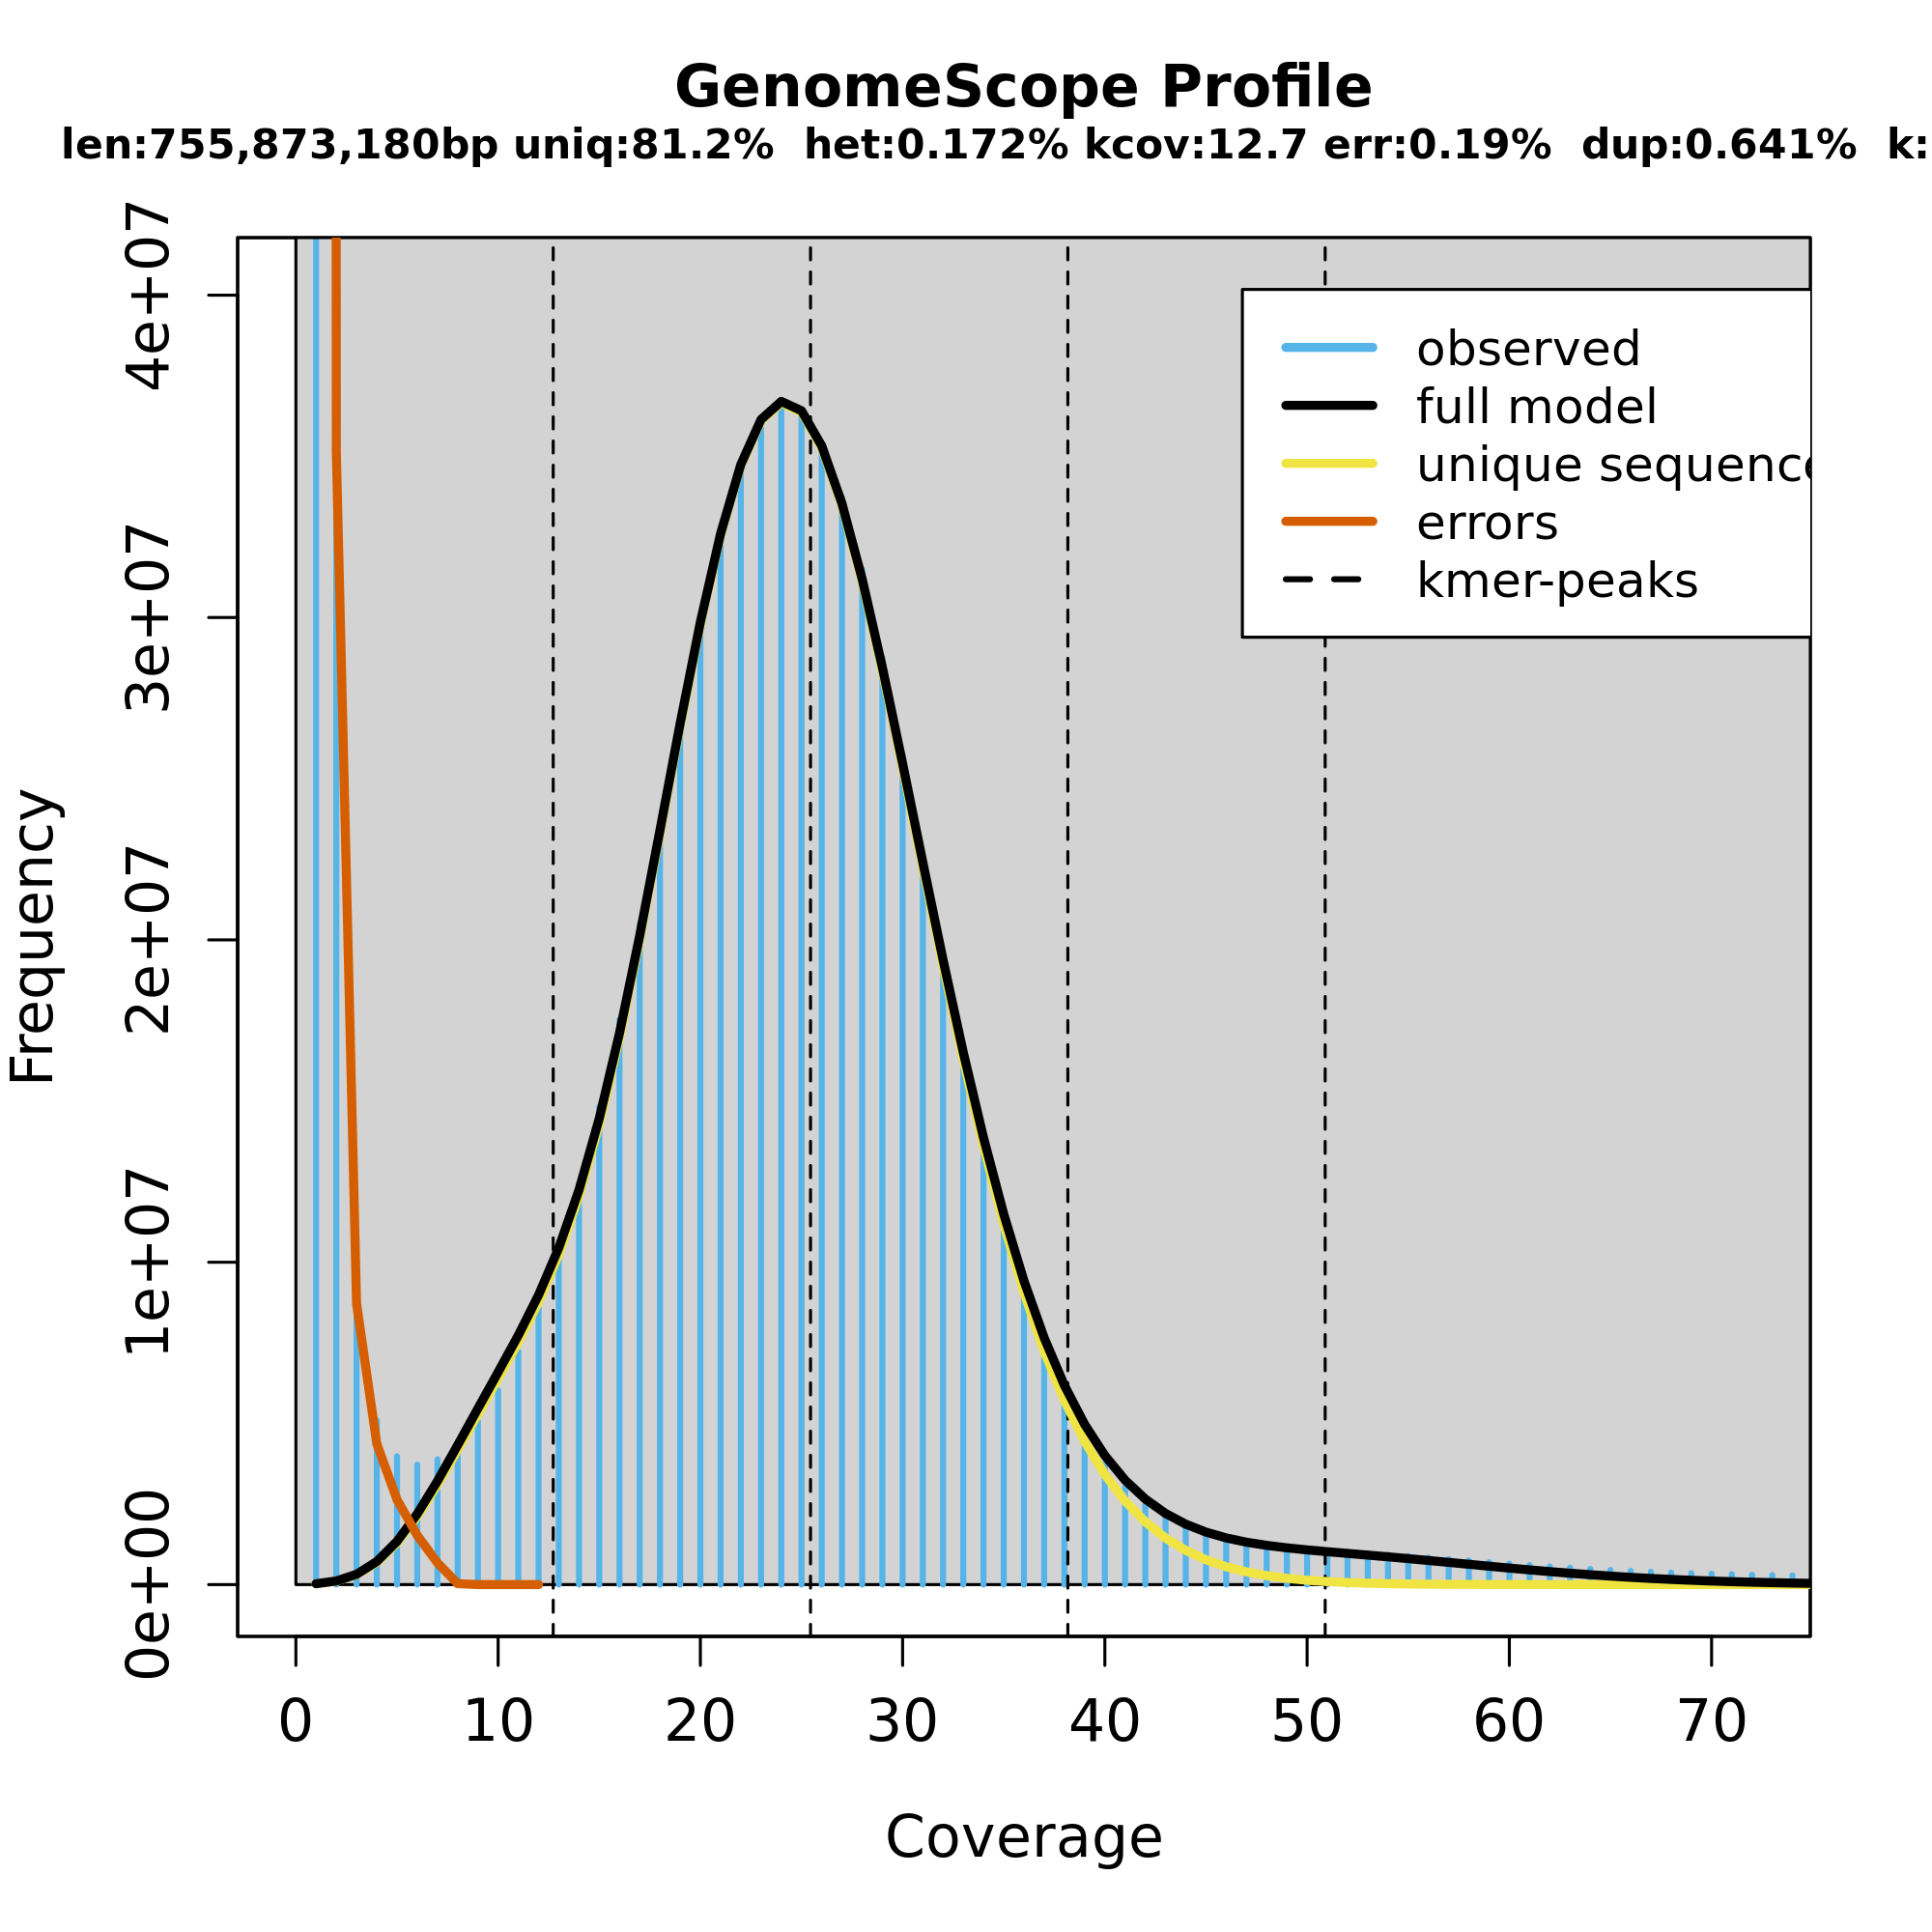 GenomeScope Profile
len:755,873,180bp uniq:81.2% het:0.172% kcov:12.7 err:0.19% dup:0.641% k:
4e+07
3e+07
2e+07
1e+07
0e+00
Frequency
observed
full model
unique sequence
errors
kmer-peaks
0 10 20 30 40 50 60 70
Coverage